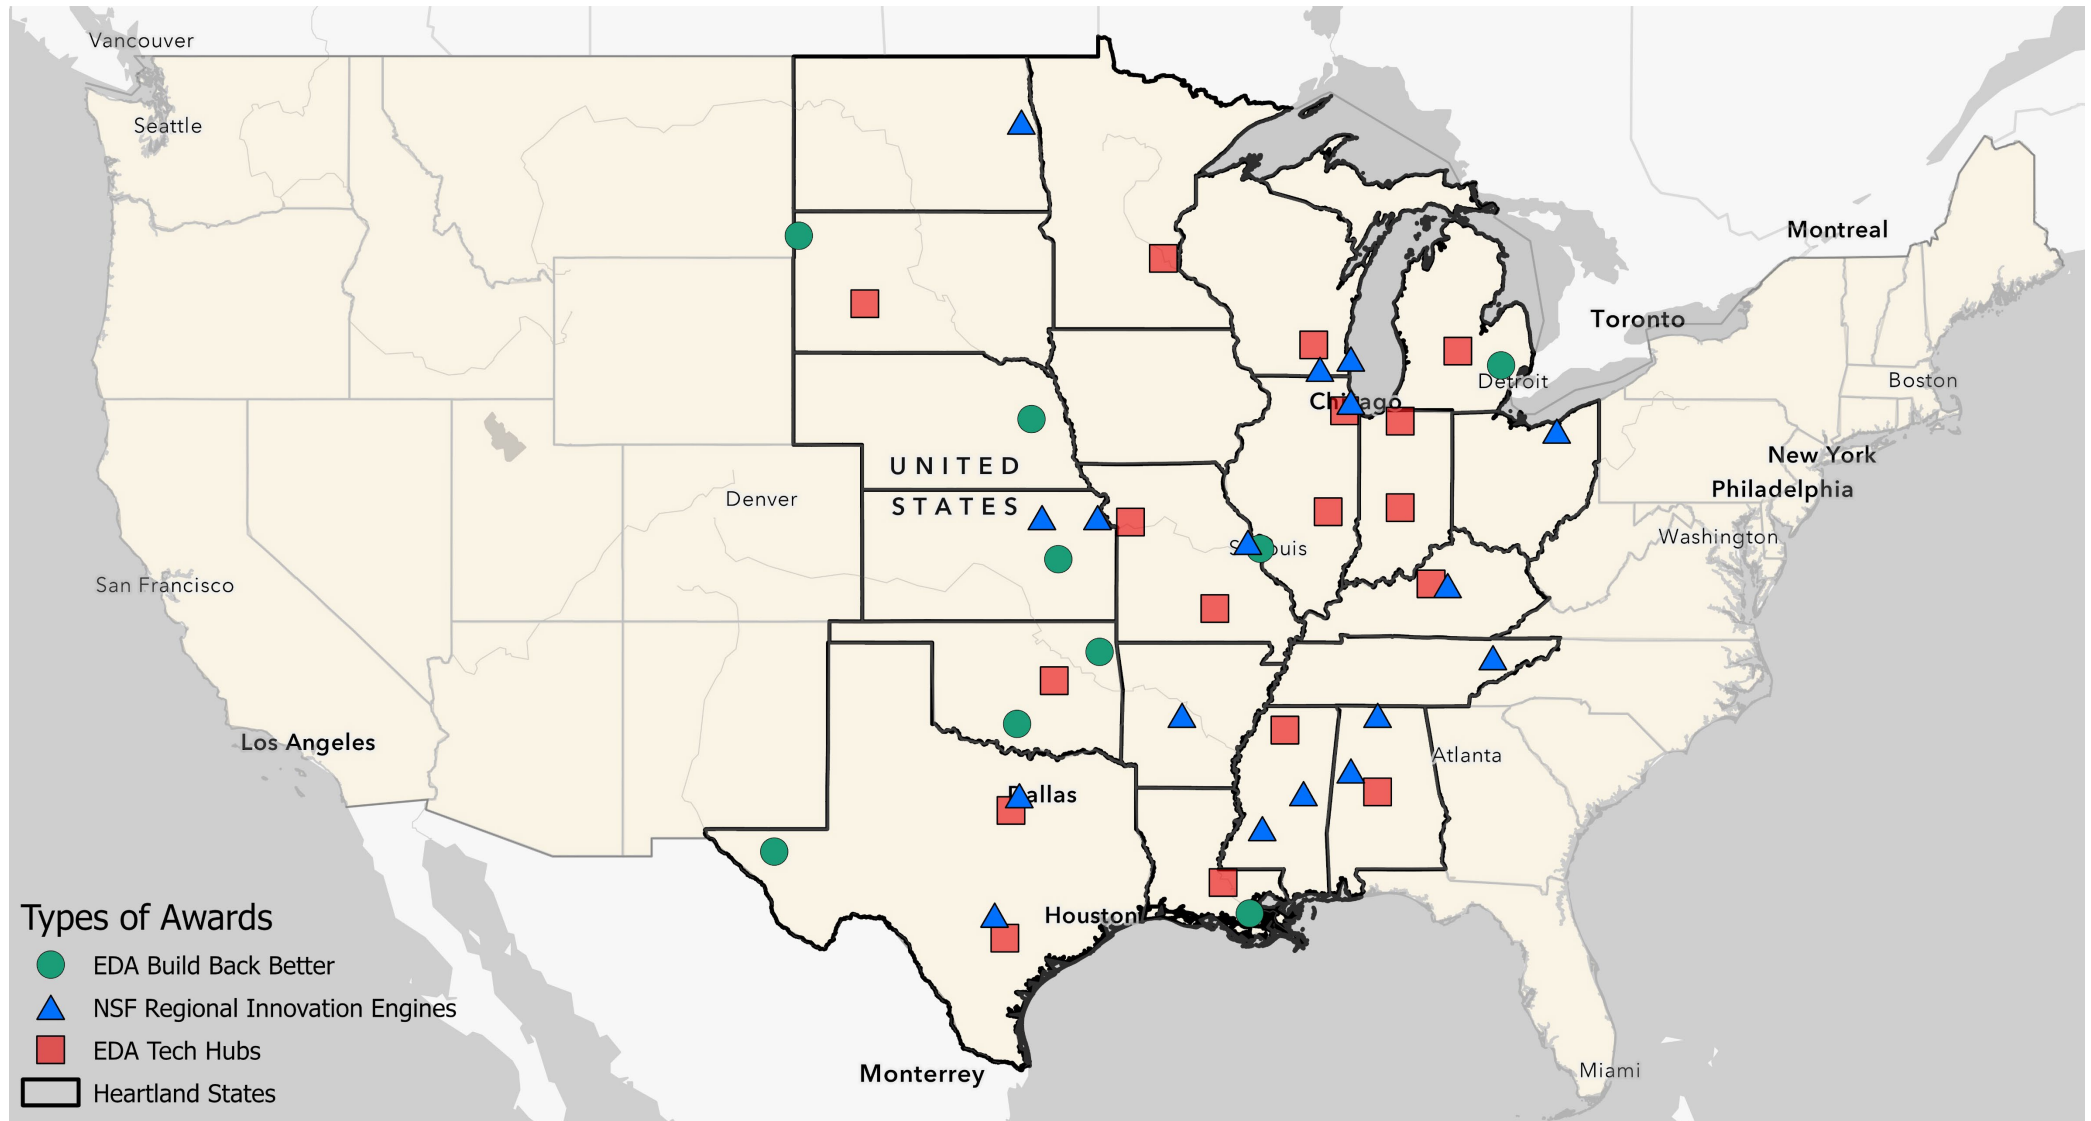 Vancouver
Seattle
Montreal
Toronto
Detroit
Boston
Chicago
New York
UNITED
STATES
Philadelphia
Denver
Washington
St Louis
San Francisco
Los Angeles
Atlanta
Dallas
Houston
Monterrey
Miami
Types of Awards
EDA Build Back Better
NSF Regional Innovation Engines
EDA Tech Hubs
Heartland States